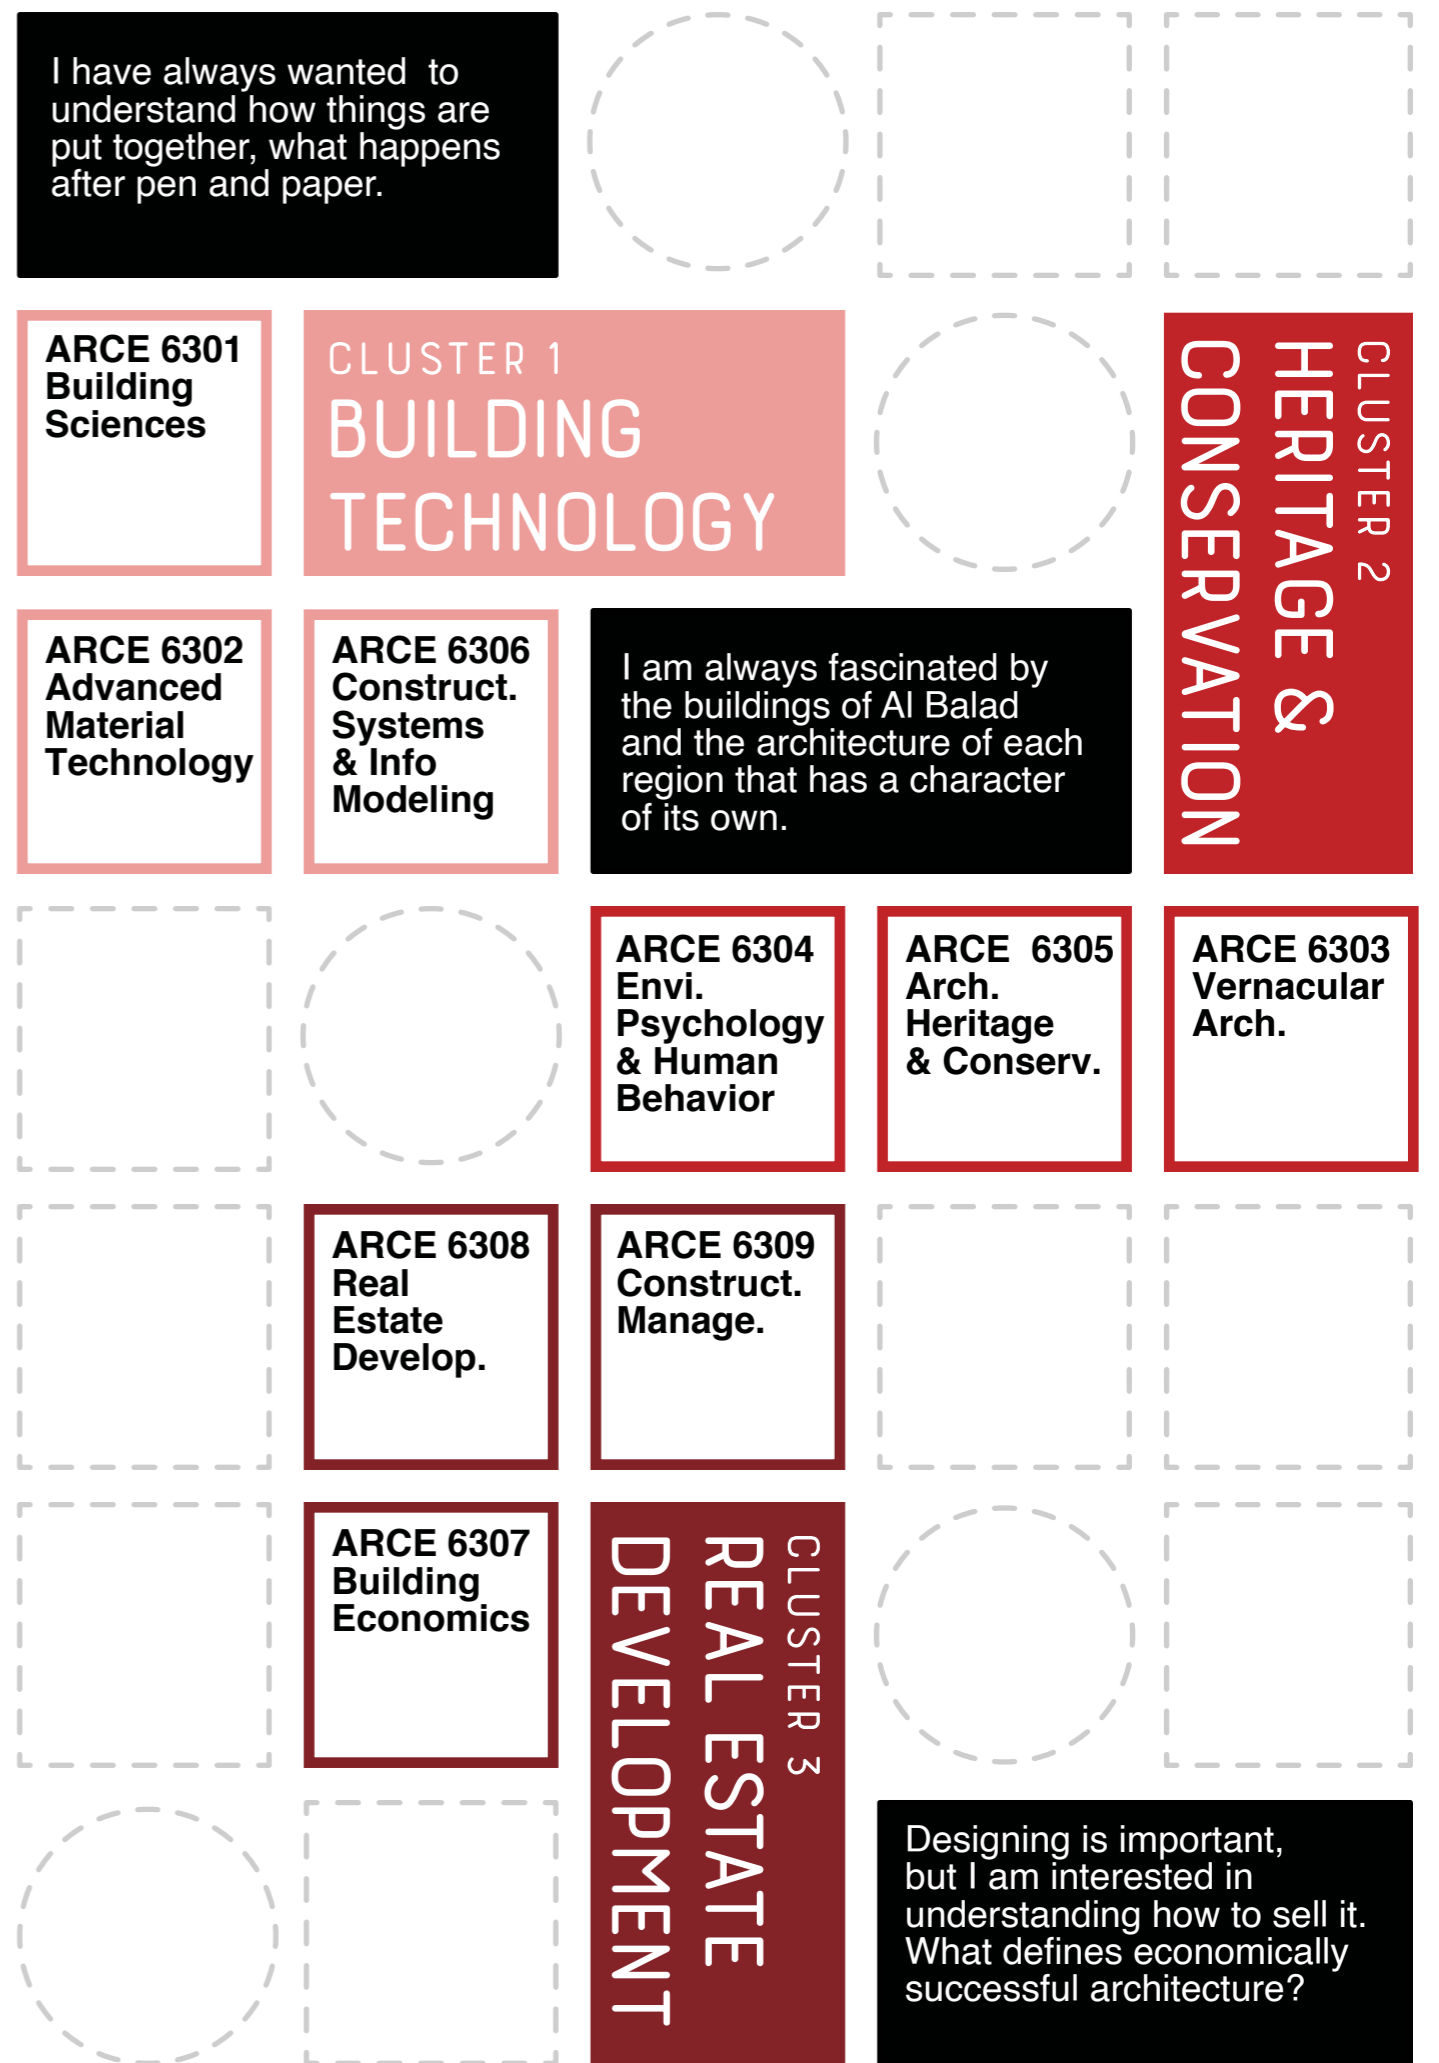 I have always wanted  to
understand how things are
put together, what happens
after pen and paper.
ARCE 6301
Building
Sciences
CLUSTER 1
BUILDING
TECHNOLOGY
CLUSTER 2
HERITAGE &
CONSERVATION
ARCE 6302
Advanced
Material
Technology
ARCE 6306
Construct.
Systems
& Info
Modeling
I am always fascinated by
the buildings of Al Balad
and the architecture of each
region that has a character
of its own.
ARCE 6304
Envi.
Psychology
& Human
Behavior
ARCE  6305
Arch.
Heritage
& Conserv.
ARCE 6303
Vernacular
Arch.
ARCE 6308
Real
Estate
Develop.
ARCE 6309
Construct.
Manage.
ARCE 6307
Building
Economics
CLUSTER 3
REAL ESTATE
DEVELOPMENT
Designing is important,
but I am interested in
understanding how to sell it.
What defines economically
successful architecture?